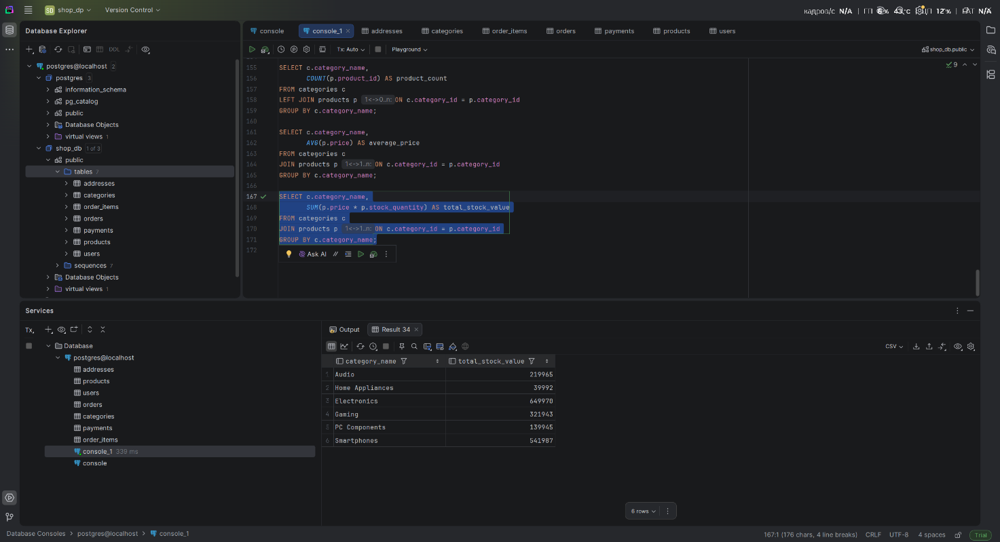 SD shop_dp Version Control
кадров/с N/A | ГП 6% 43°C | ЦП 12% | N/A
Database Explorer
DDL
postgres@localhost 2
postgres 3
information_schema
pg_catalog
public
Database Objects
virtual views 1
shop_db 1 of 3
public
tables 7
addresses
categories
order_items
orders
payments
products
users
sequences 7
Database Objects
virtual views 1
console console_1 addresses categories order_items orders payments products users
Tx: Auto Playground shop_db.public
9
155 SELECT c.category_name,
156 COUNT(p.product_id) AS product_count
157 FROM categories c
158 LEFT JOIN products p 1<->0..n: ON c.category_id = p.category_id
159 GROUP BY c.category_name;
160
161 SELECT c.category_name,
162 AVG(p.price) AS average_price
163 FROM categories c
164 JOIN products p 1<->1..n: ON c.category_id = p.category_id
165 GROUP BY c.category_name;
166
167 SELECT c.category_name,
168 SUM(p.price * p.stock_quantity) AS total_stock_value
169 FROM categories c
170 JOIN products p 1<->1..n: ON c.category_id = p.category_id
171 GROUP BY c.category_name;
172
Ask AI
Services
Tx
Database
postgres@localhost
addresses
products
users
orders
categories
payments
order_items
console_1 339 ms
console
Output Result 34
CSV
category_name total_stock_value
1 Audio 219965
2 Home Appliances 39992
3 Electronics 649970
4 Gaming 321943
5 PC Components 139945
6 Smartphones 541987
6 rows
Database Consoles > postgres@localhost > console_1
167:1 (176 chars, 4 line breaks) CRLF UTF-8 4 spaces Trial